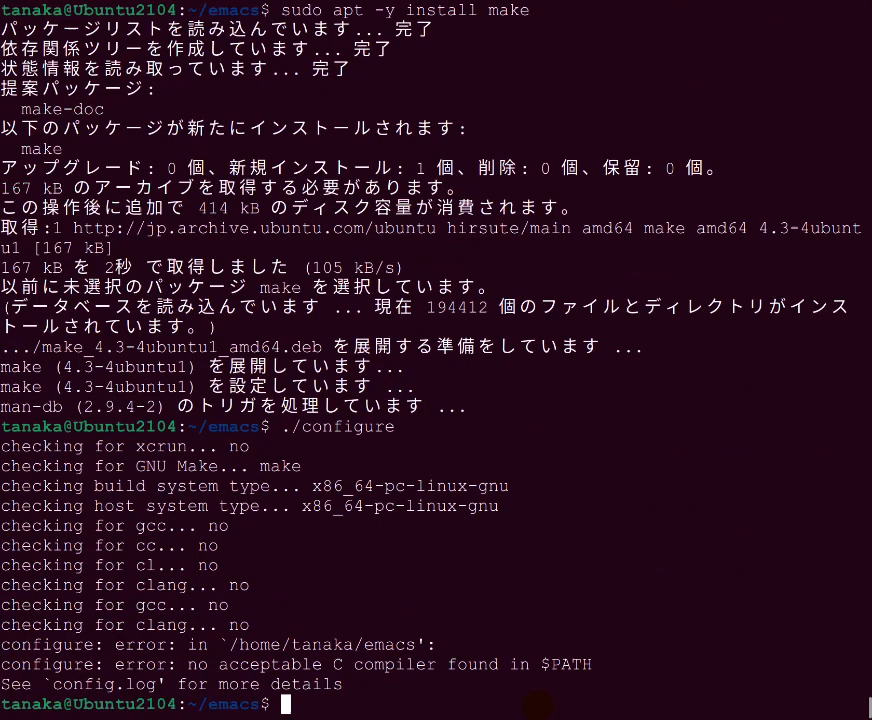 tanaka@Ubuntu2104:~/emacs$ sudo apt -y install make
パッケージリストを読み込んでいます... 完了
依存関係ツリーを作成しています... 完了
状態情報を読み取っています... 完了
提案パッケージ:
  make-doc
以下のパッケージが新たにインストールされます:
  make
アップグレード: 0 個、新規インストール: 1 個、削除: 0 個、保留: 0 個。
167 kB のアーカイブを取得する必要があります。
この操作後に追加で 414 kB のディスク容量が消費されます。
取得:1 http://jp.archive.ubuntu.com/ubuntu hirsute/main amd64 make amd64 4.3-4ubunt
u1 [167 kB]
167 kB を 2秒 で取得しました (105 kB/s)
以前に未選択のパッケージ make を選択しています。
(データベースを読み込んでいます ... 現在 194412 個のファイルとディレクトリがインス
トールされています。)
.../make_4.3-4ubuntu1_amd64.deb を展開する準備をしています ...
make (4.3-4ubuntu1) を展開しています...
make (4.3-4ubuntu1) を設定しています ...
man-db (2.9.4-2) のトリガを処理しています ...
tanaka@Ubuntu2104:~/emacs$ ./configure
checking for xcrun... no
checking for GNU Make... make
checking build system type... x86_64-pc-linux-gnu
checking host system type... x86_64-pc-linux-gnu
checking for gcc... no
checking for cc... no
checking for cl... no
checking for clang... no
checking for gcc... no
checking for clang... no
configure: error: in `/home/tanaka/emacs':
configure: error: no acceptable C compiler found in $PATH
See `config.log' for more details
tanaka@Ubuntu2104:~/emacs$